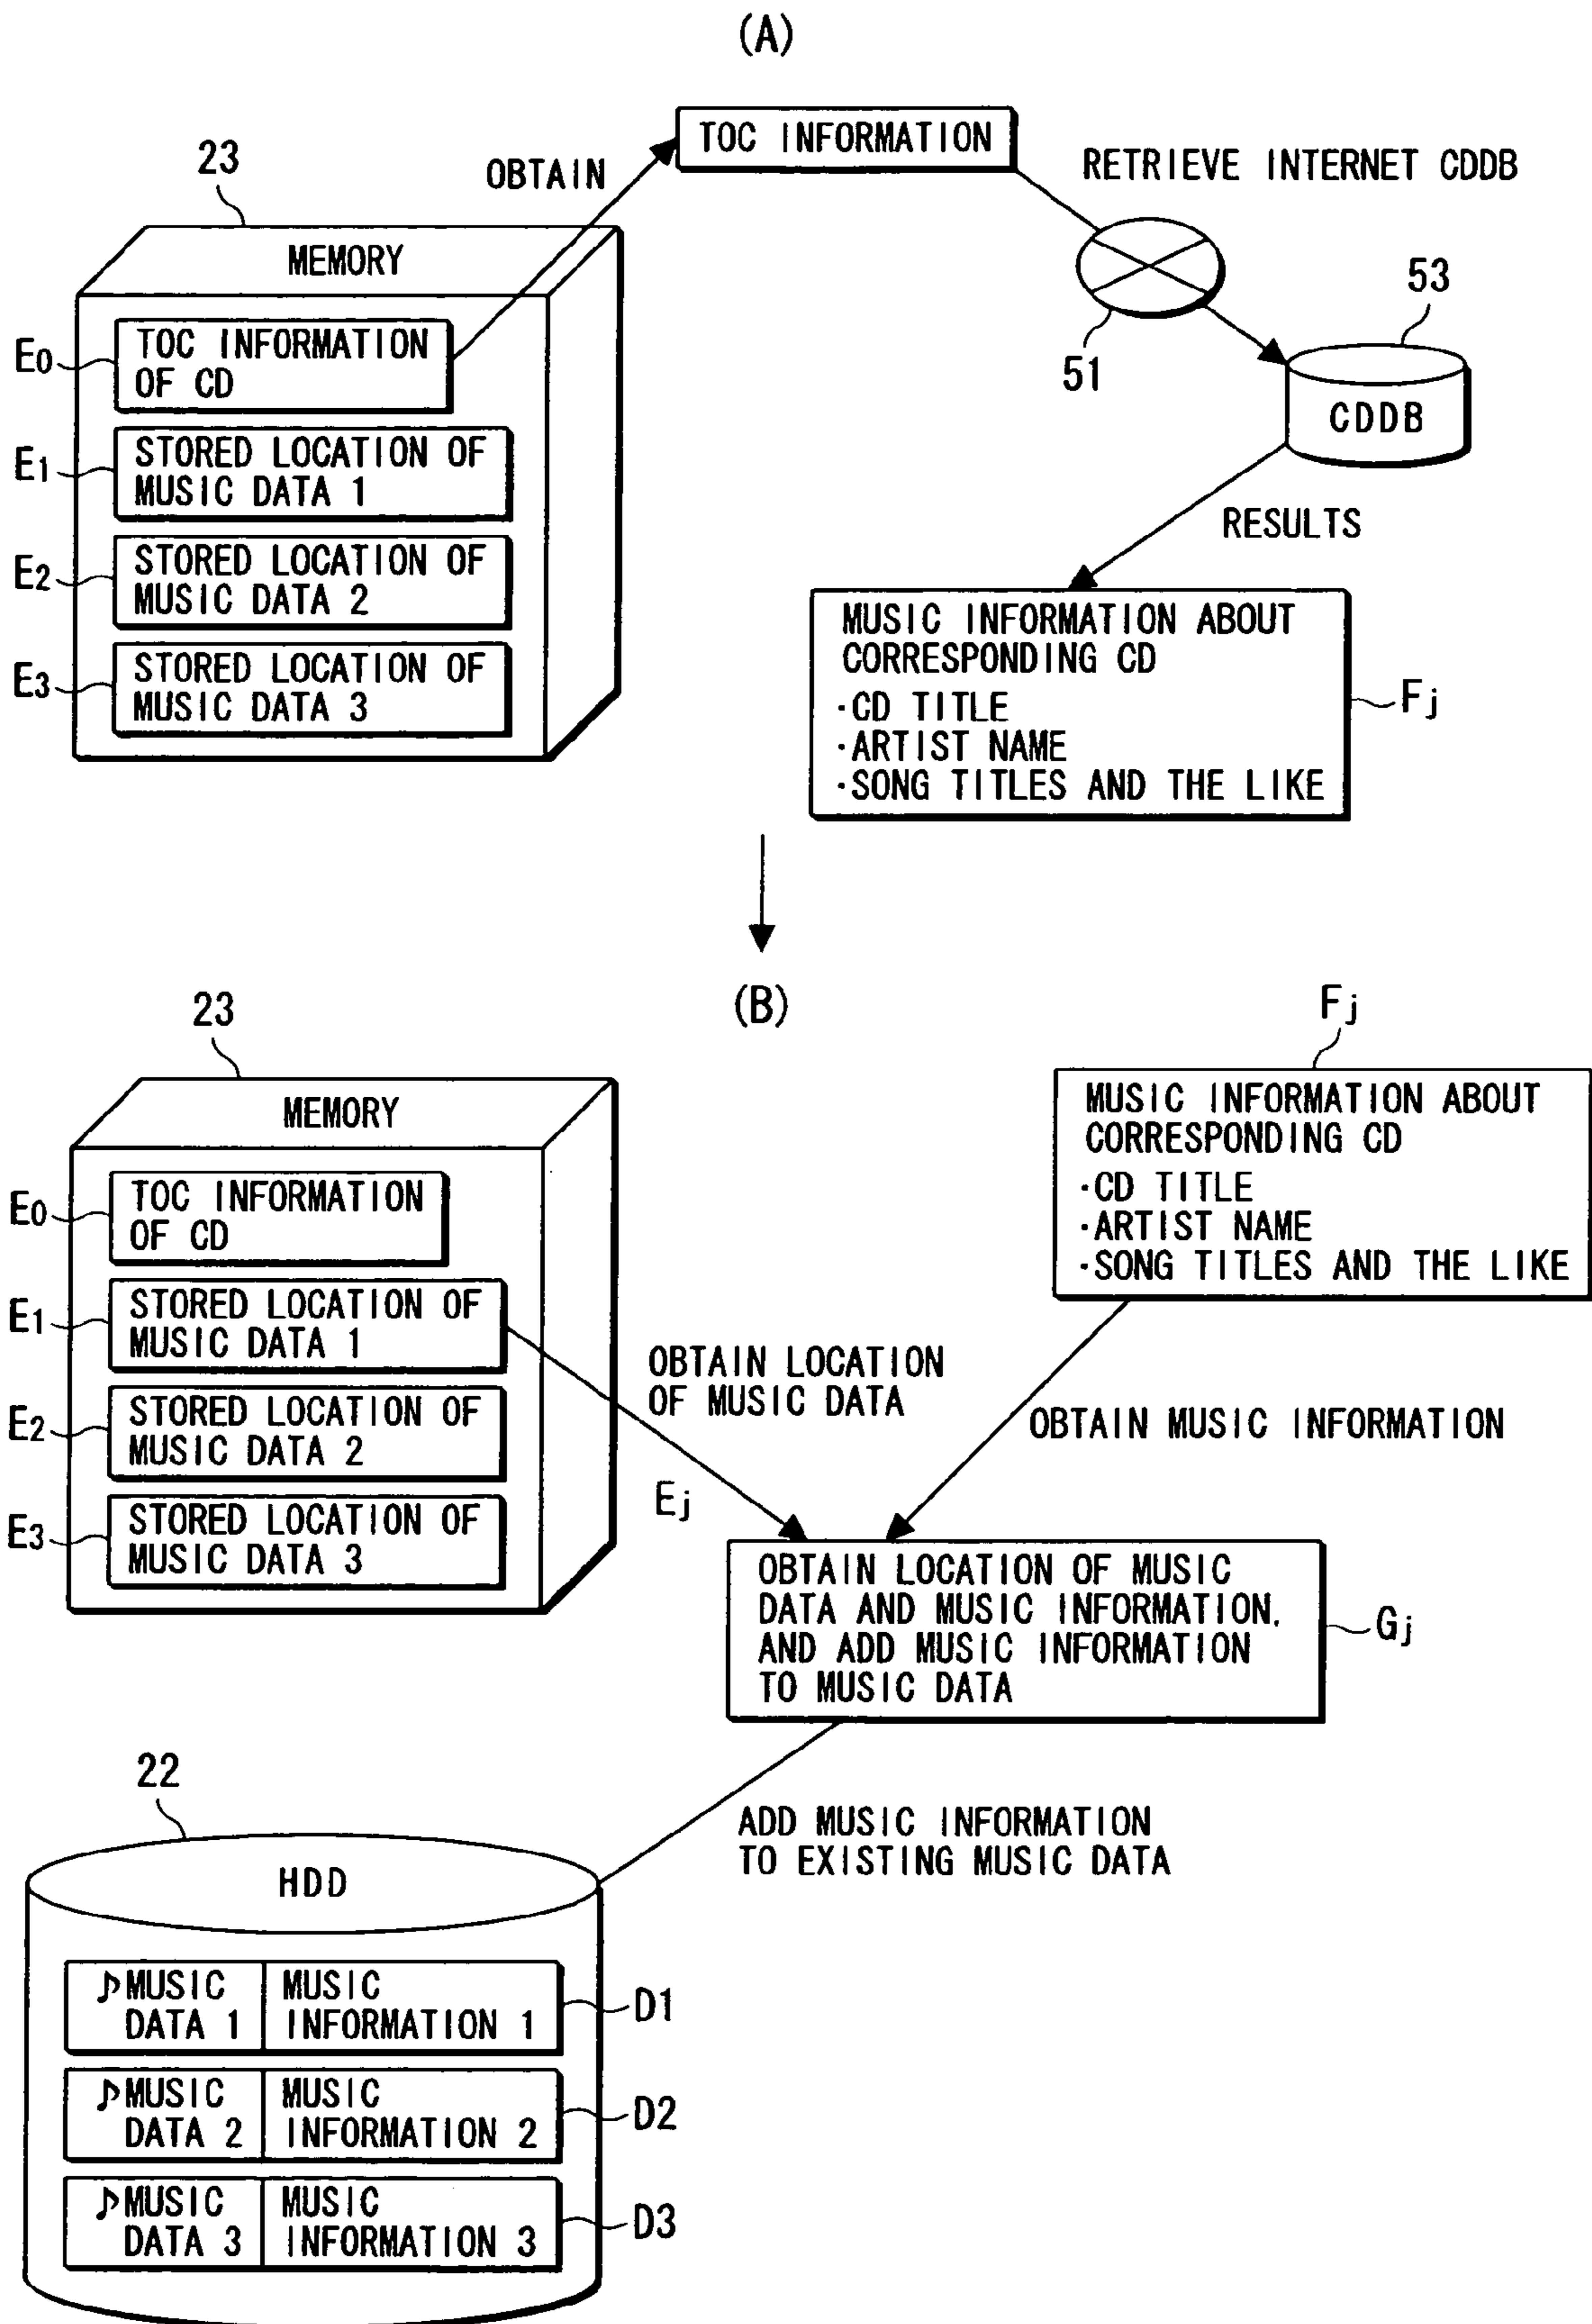 (A)
TOC INFORMATION
23
OBTAIN
RETRIEVE INTERNET CDDB
MEMORY
51
53
CDDB
E0
TOC INFORMATION
OF CD
E1
STORED LOCATION OF
MUSIC DATA 1
E2
STORED LOCATION OF
MUSIC DATA 2
E3
STORED LOCATION OF
MUSIC DATA 3
RESULTS
MUSIC INFORMATION ABOUT
CORRESPONDING CD
·CD TITLE
·ARTIST NAME
·SONG TITLES AND THE LIKE
Fj
(B)
23
MEMORY
E0
TOC INFORMATION
OF CD
E1
STORED LOCATION OF
MUSIC DATA 1
E2
STORED LOCATION OF
MUSIC DATA 2
E3
STORED LOCATION OF
MUSIC DATA 3
Fj
MUSIC INFORMATION ABOUT
CORRESPONDING CD
·CD TITLE
·ARTIST NAME
·SONG TITLES AND THE LIKE
OBTAIN LOCATION
OF MUSIC DATA
OBTAIN MUSIC INFORMATION
Ej
OBTAIN LOCATION OF MUSIC
DATA AND MUSIC INFORMATION,
AND ADD MUSIC INFORMATION
TO MUSIC DATA
Gj
22
ADD MUSIC INFORMATION
TO EXISTING MUSIC DATA
HDD
♪MUSIC
DATA 1
MUSIC
INFORMATION 1
D1
♪MUSIC
DATA 2
MUSIC
INFORMATION 2
D2
♪MUSIC
DATA 3
MUSIC
INFORMATION 3
D3